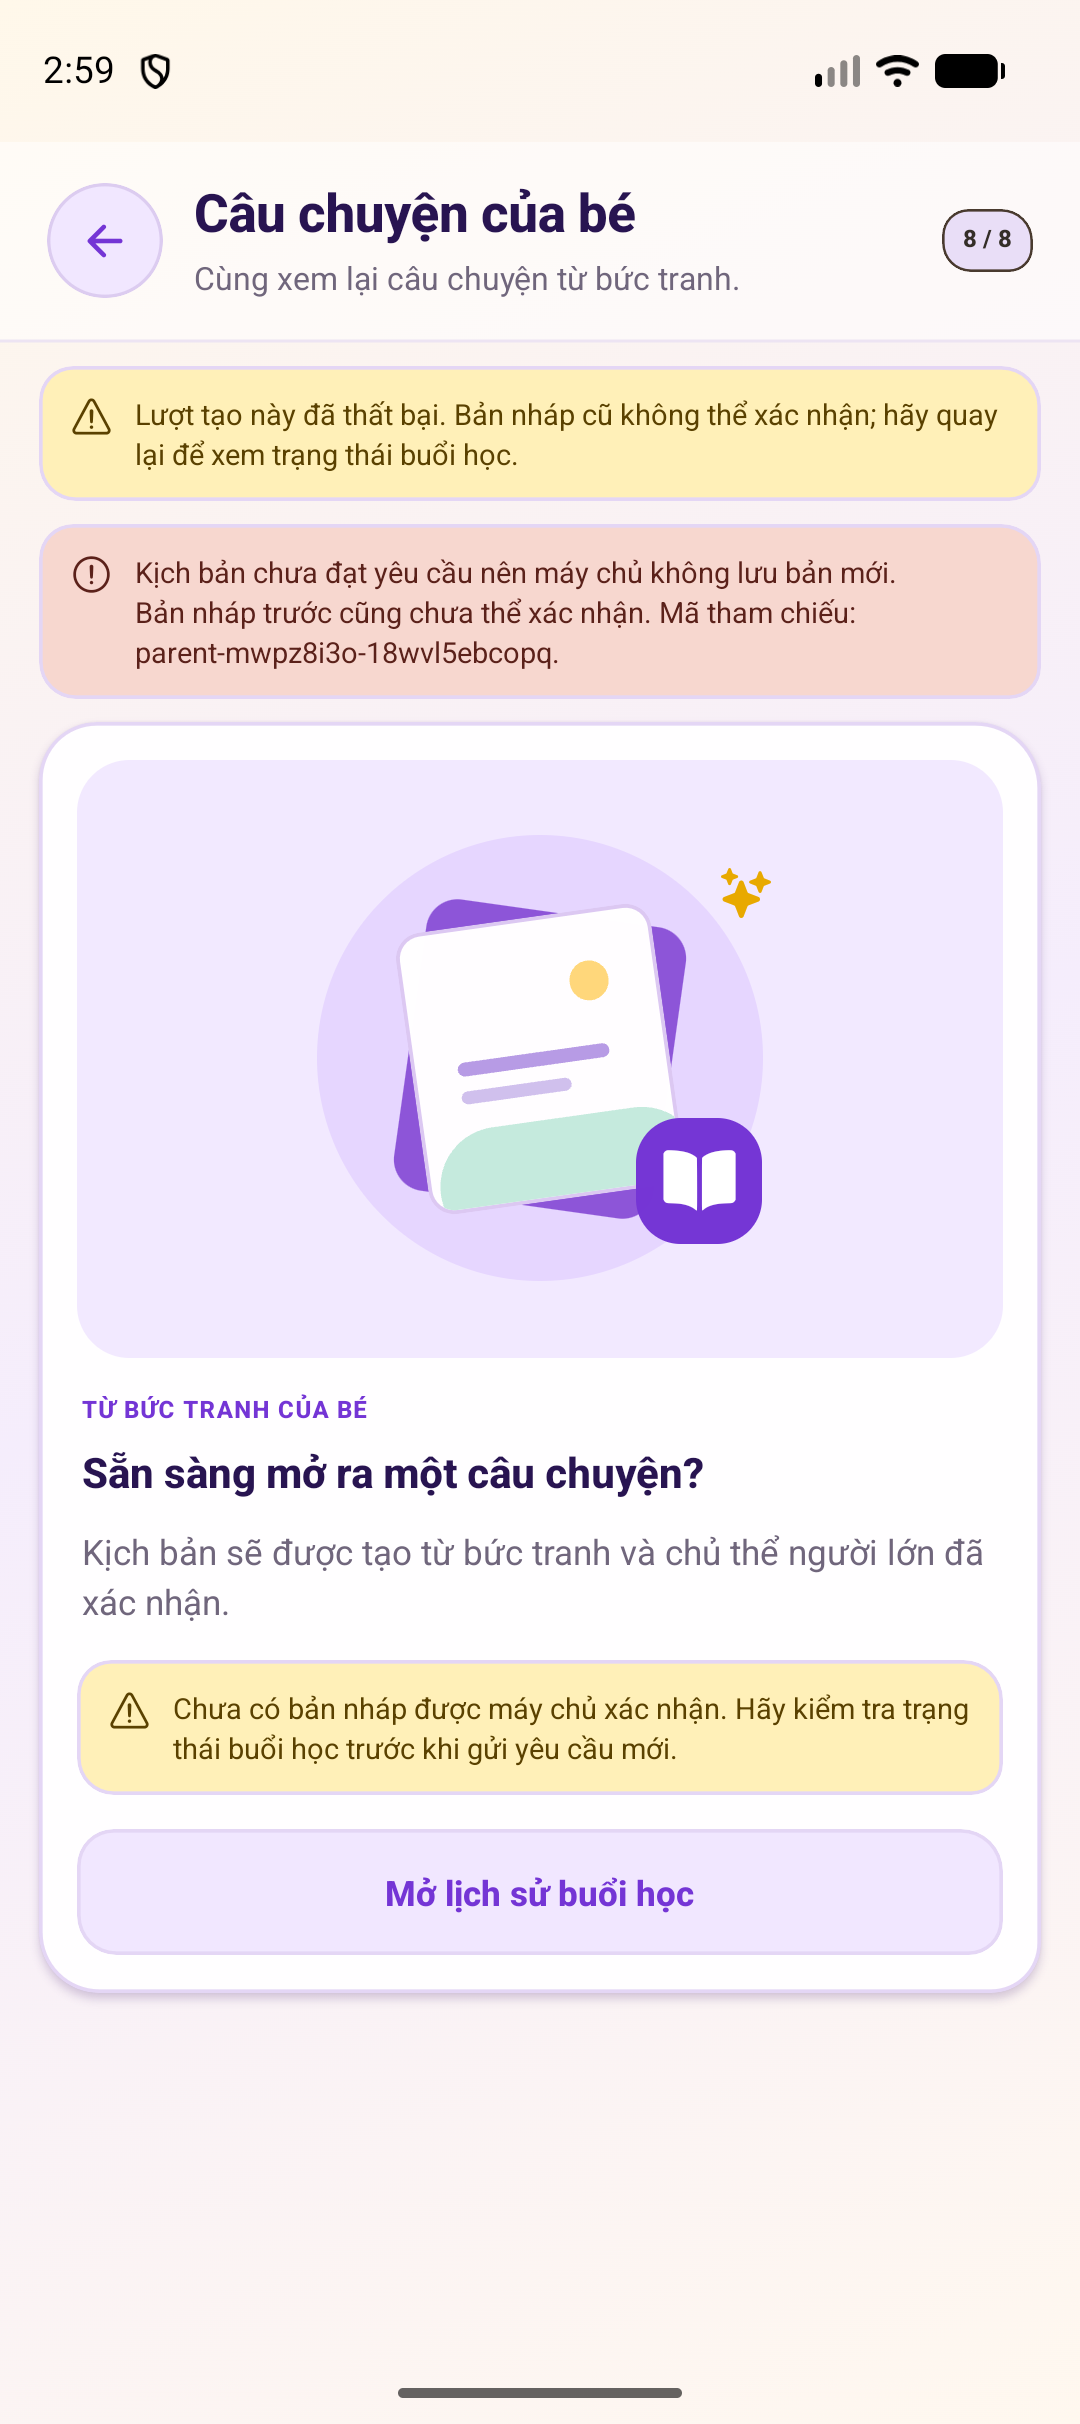 2:59
Câu chuyện của bé
Cùng xem lại câu chuyện từ bức tranh.
8 / 8
Lượt tạo này đã thất bại. Bản nháp cũ không thể xác nhận; hãy quay
lại để xem trạng thái buổi học.
Kịch bản chưa đạt yêu cầu nên máy chủ không lưu bản mới.
Bản nháp trước cũng chưa thể xác nhận. Mã tham chiếu:
parent-mwpz8i3o-18wvl5ebcopq.
TỪ BỨC TRANH CỦA BÉ
Sẵn sàng mở ra một câu chuyện?
Kịch bản sẽ được tạo từ bức tranh và chủ thể người lớn đã
xác nhận.
Chưa có bản nháp được máy chủ xác nhận. Hãy kiểm tra trạng
thái buổi học trước khi gửi yêu cầu mới.
Mở lịch sử buổi học